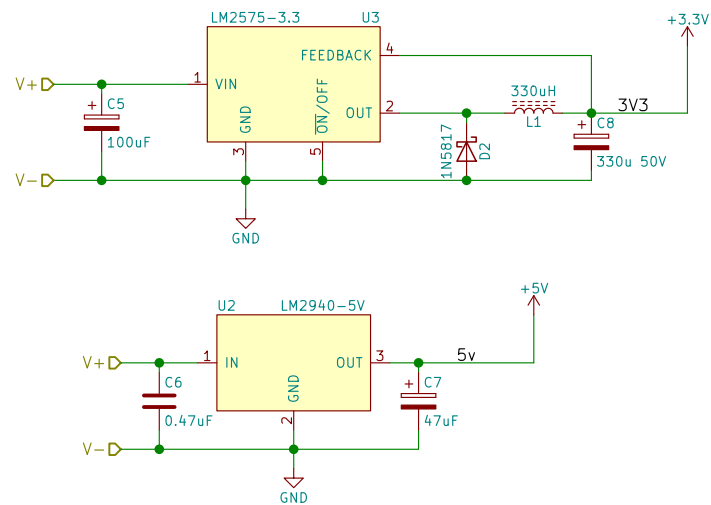 LM2575-3.3 U3
+3.3V
FEEDBACK 4
V+ 1 VIN
C5
+
100uF
GND
ON/OFF
OUT 2
3
5
330uH
L1
1N5817
D2
3V3
C8
+
330u 50V
V-
GND
U2 LM2940-5V
+5V
V+ 1 IN
OUT 3
5v
C6
0.47uF
GND
2
C7
+
47uF
V-
GND